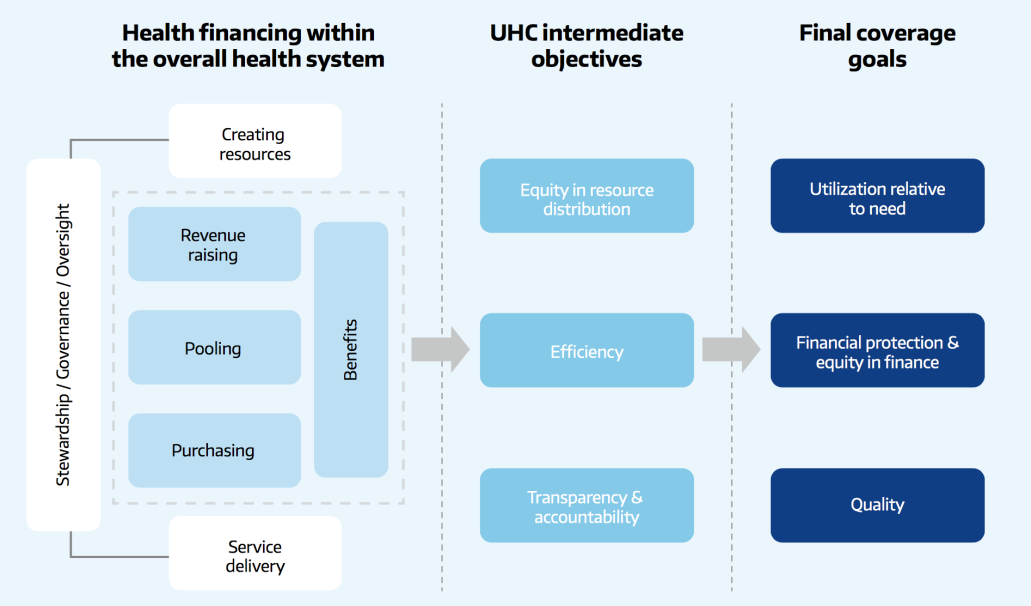 Health financing within
the overall health system
UHC intermediate
objectives
Final coverage
goals
Creating
resources
Stewardship / Governance / Oversight
Revenue
raising
Pooling
Purchasing
Benefits
Service
delivery
Equity in resource
distribution
Efficiency
Transparency &
accountability
Utilization relative
to need
Financial protection &
equity in finance
Quality